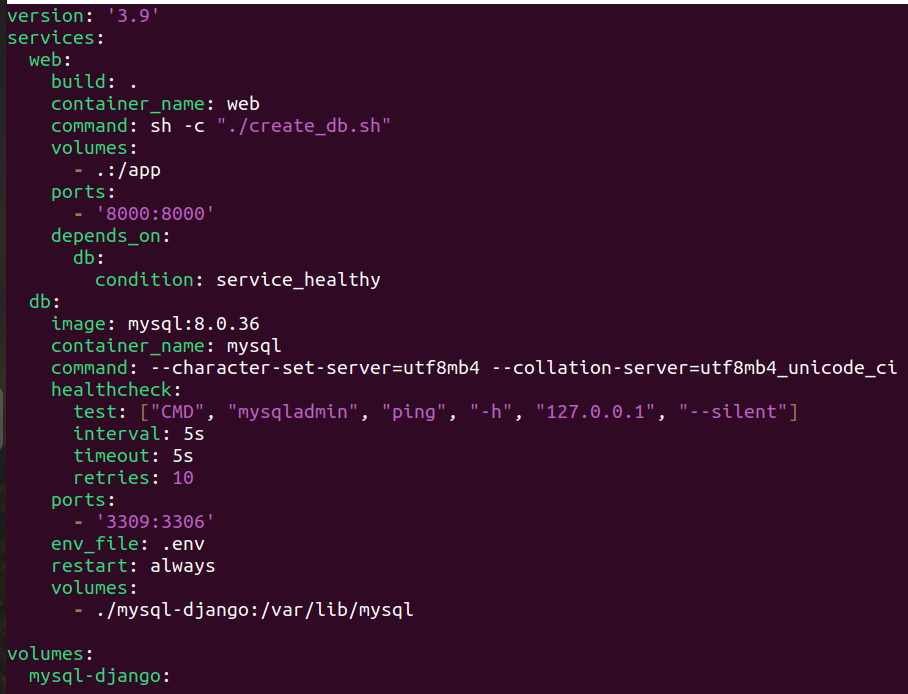 version: '3.9'
services:
  web:
    build: .
    container_name: web
    command: sh -c "./create_db.sh"
    volumes:
      - .:/app
    ports:
      - '8000:8000'
    depends_on:
      db:
        condition: service_healthy
  db:
    image: mysql:8.0.36
    container_name: mysql
    command: --character-set-server=utf8mb4 --collation-server=utf8mb4_unicode_ci
    healthcheck:
      test: ["CMD", "mysqladmin", "ping", "-h", "127.0.0.1", "--silent"]
      interval: 5s
      timeout: 5s
      retries: 10
    ports:
      - '3309:3306'
    env_file: .env
    restart: always
    volumes:
      - ./mysql-django:/var/lib/mysql

volumes:
  mysql-django: